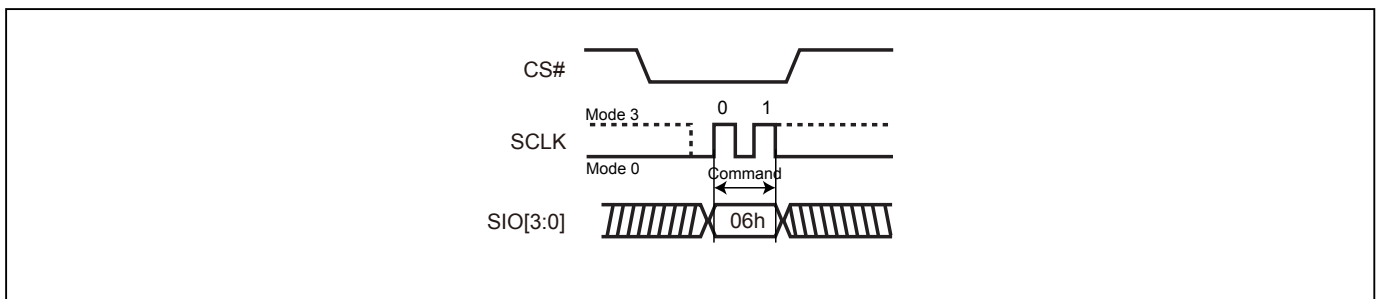 CS#
Mode 3
0 1
SCLK
Mode 0
Command
SIO[3:0]
06h